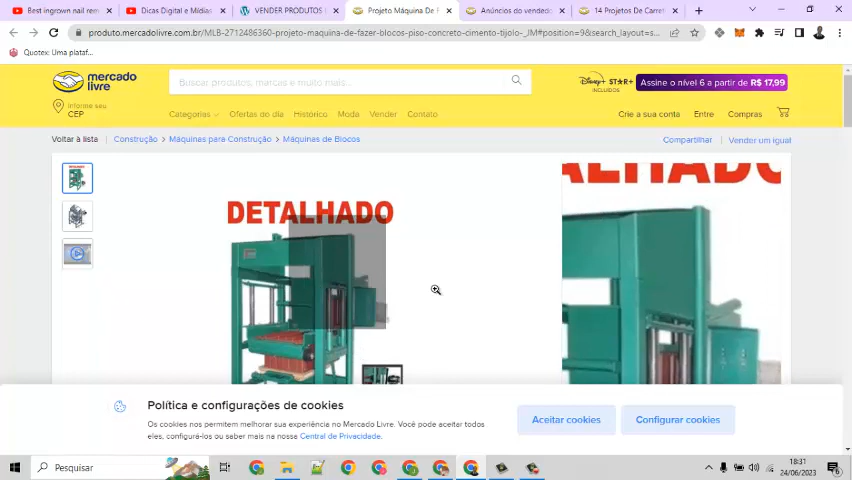 Best ingrown nail rem
Dicas Digital e Mídias
VENDER PRODUTOS
Projeto Máquina De F
Anúncios do vendedo
14 Projetos De Carret
produto.mercadolivre.com.br/MLB-2712486360-projeto-maquina-de-fazer-blocos-piso-concreto-cimento-tijolo-_JM#position=9&search_layout=s...
Quotex: Uma plataf...
mercado
livre
Buscar produtos, marcas e muito mais...
Disney+ STAR+
INCLUIDOS
Assine o nível 6 a partir de R$ 17,99
Informe seu
CEP
Categorias
Ofertas do dia
Histórico
Moda
Vender
Contato
Crie a sua conta
Entre
Compras
Voltar à lista
Construção > Máquinas para Construção > Máquinas de Blocos
Compartilhar
Vender um igual
DETALHADO
Política e configurações de cookies
Os cookies nos permitem melhorar sua experiência no Mercado Livre. Você pode aceitar todos
eles, configurá-los ou saber mais na nossa Central de Privacidade.
Aceitar cookies
Configurar cookies
Pesquisar
18:31
24/06/2023